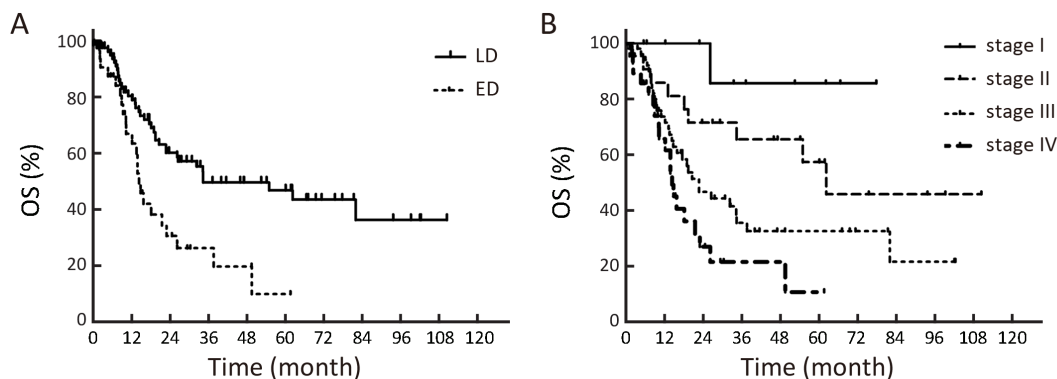 A
OS (%)
100
80
60
40
20
0
0 12 24 36 48 60 72 84 96 108 120
Time (month)
LD
ED
B
OS (%)
100
80
60
40
20
0
0 12 24 36 48 60 72 84 96 108 120
Time (month)
stage I
stage II
stage III
stage IV